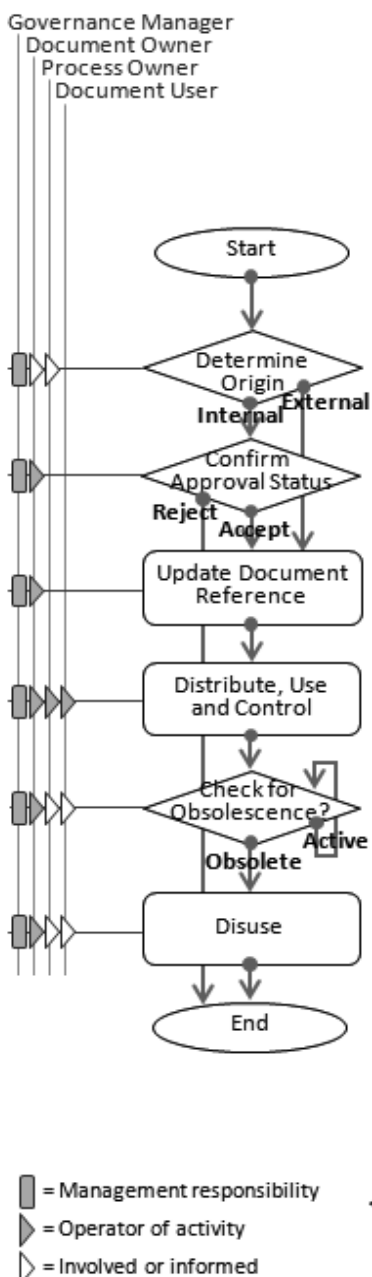 Governance Manager
Document Owner
Process Owner
Document User
Start
Determine
Origin
Internal
External
Confirm
Approval Status
Reject
Accept
Update Document
Reference
Distribute, Use
and Control
Check for
Obsolescence?
Active
Obsolete
Disuse
End
= Management responsibility
= Operator of activity
= Involved or informed